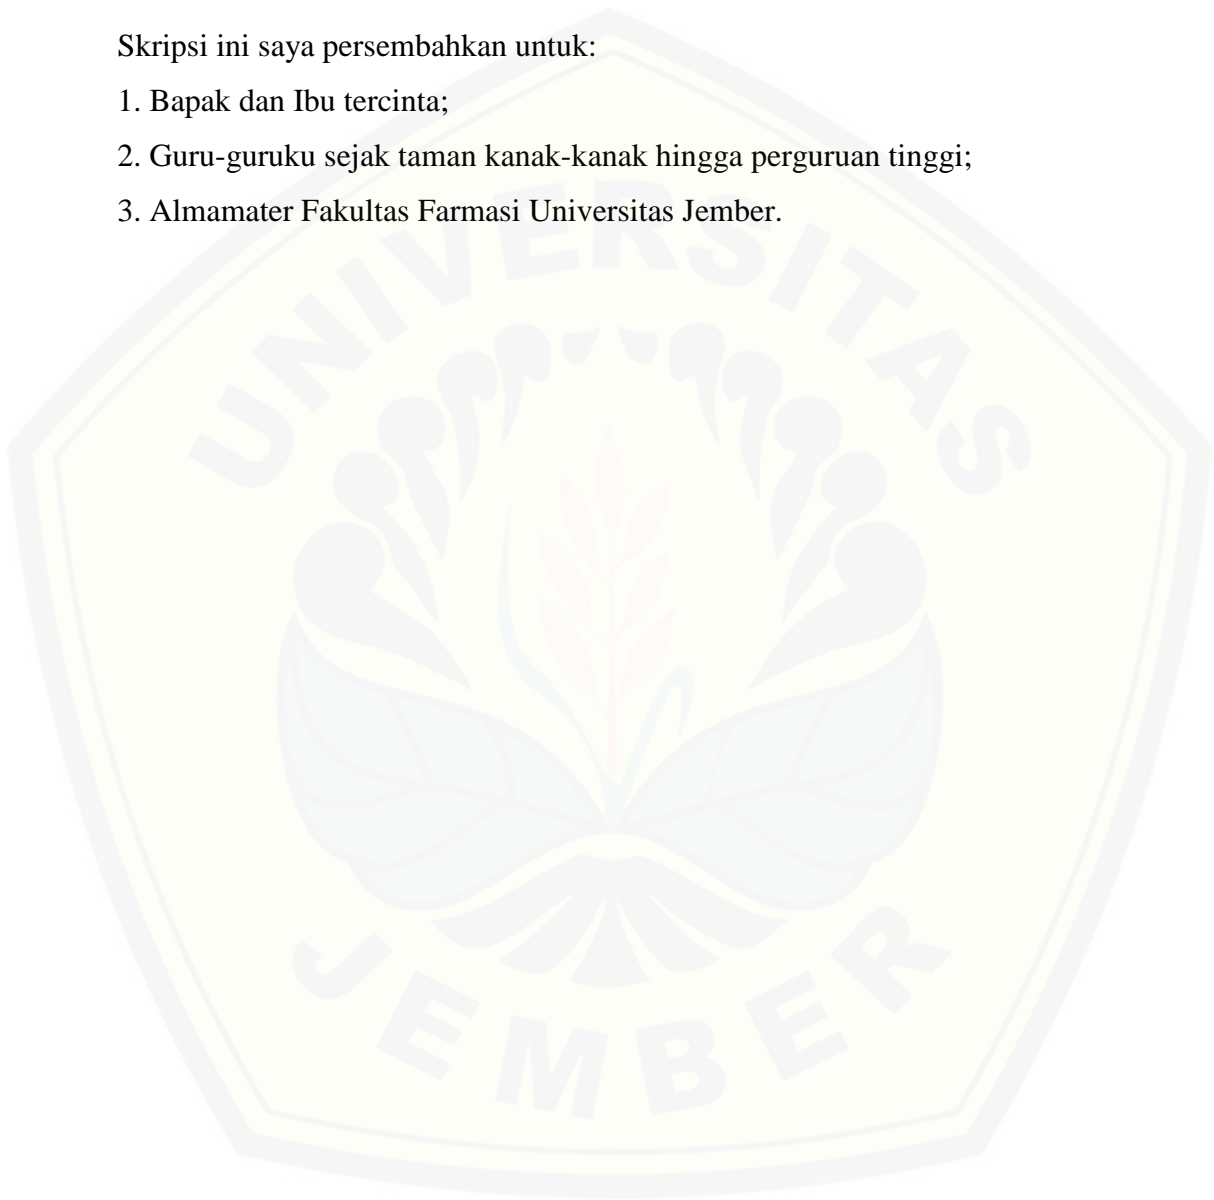 Skripsi ini saya persembahkan untuk:
1. Bapak dan Ibu tercinta;
2. Guru-guruku sejak taman kanak-kanak hingga perguruan tinggi;
3. Almamater Fakultas Farmasi Universitas Jember.
UNIVERSITAS
JEMBER